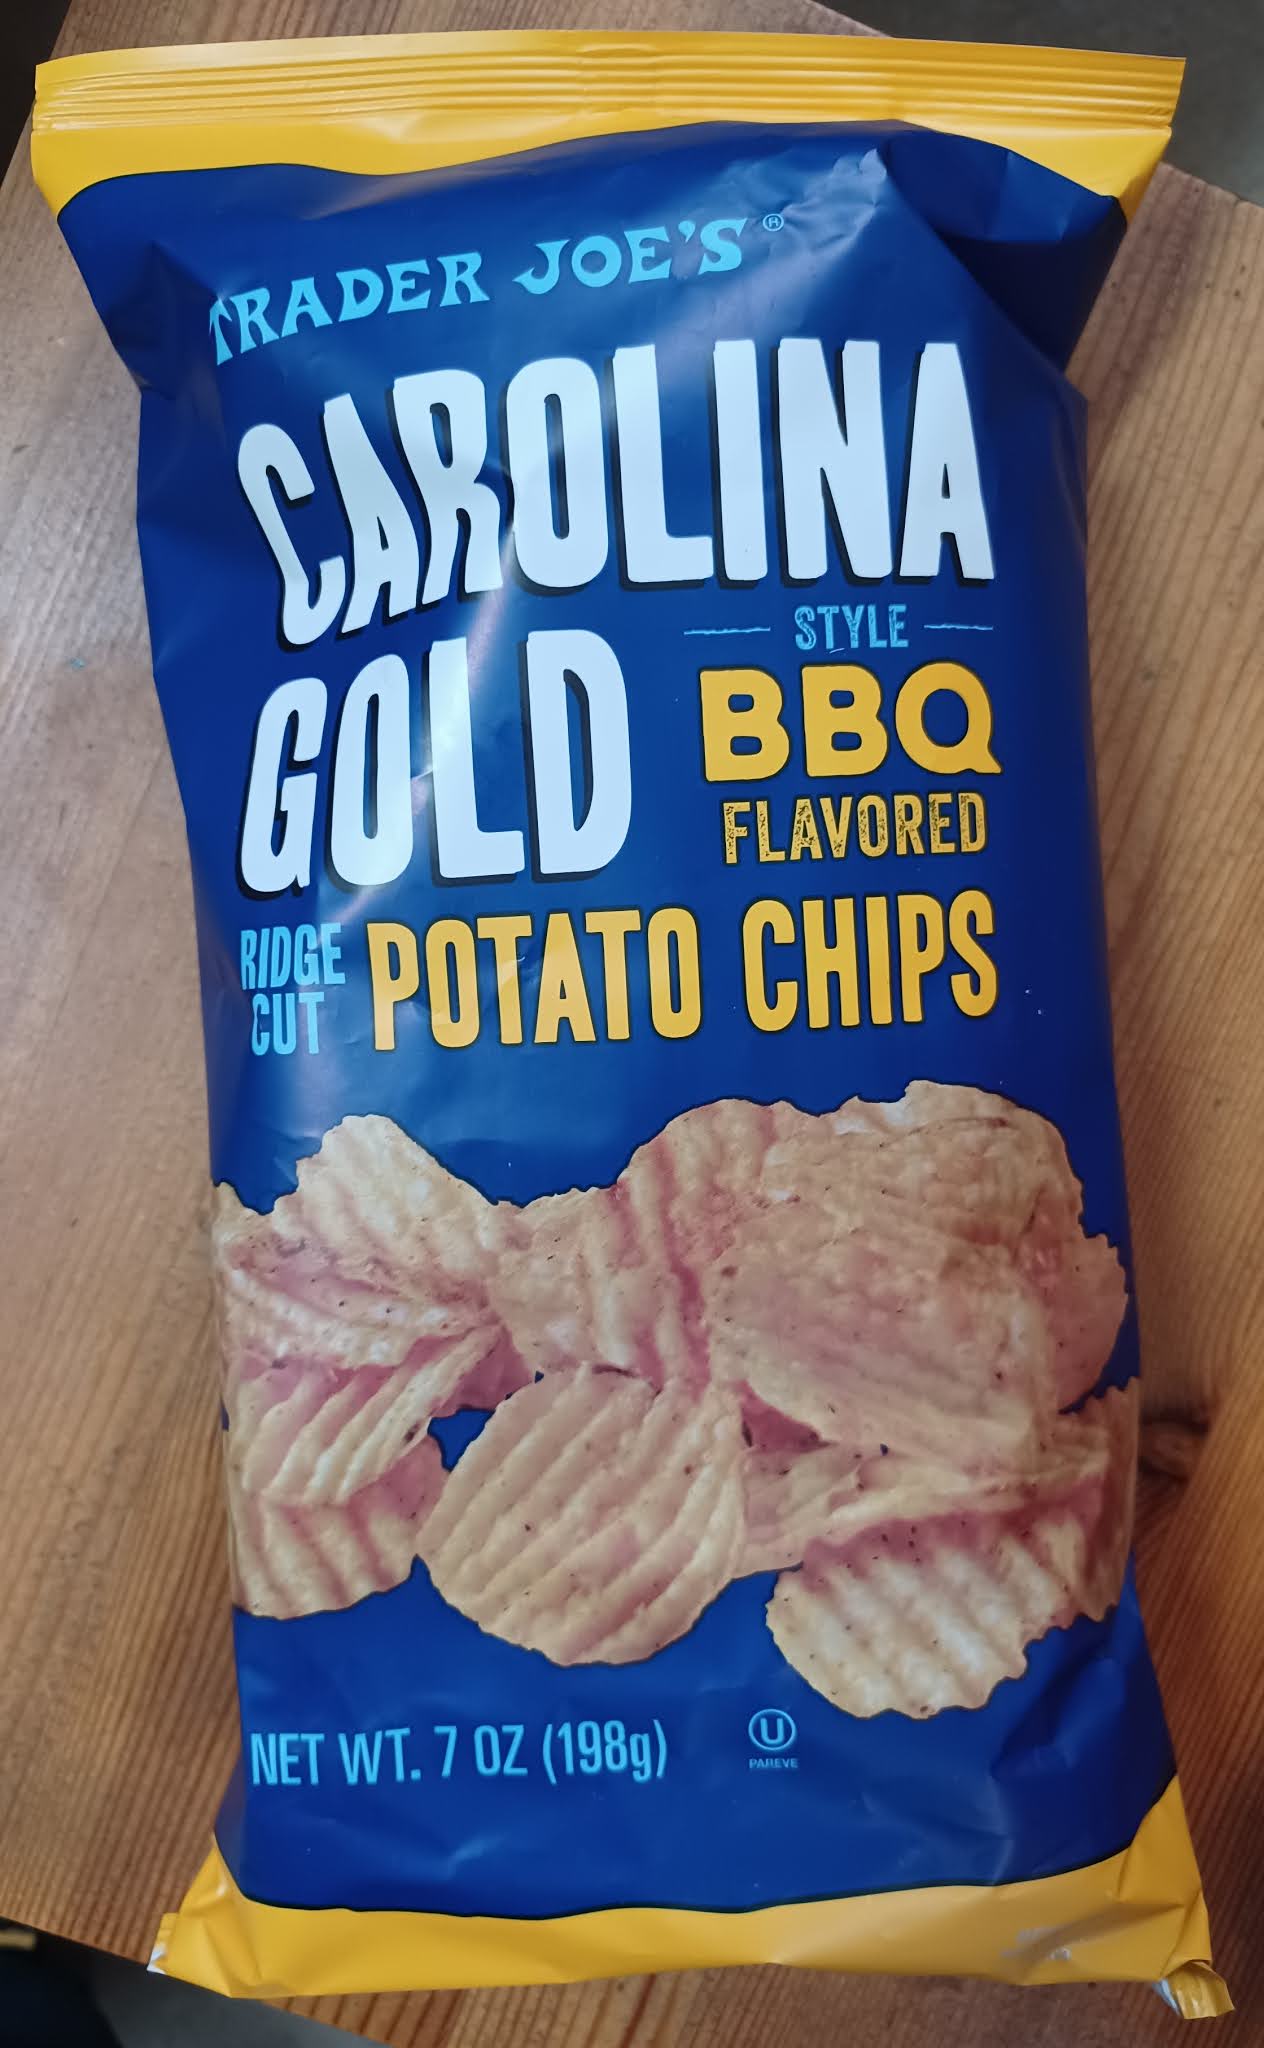 TRADER JOE'S®
CAROLINA
GOLD
STYLE
BBQ
FLAVORED
RIDGE
CUT
POTATO CHIPS
NET WT. 7 OZ (198g)
U
PAREVE